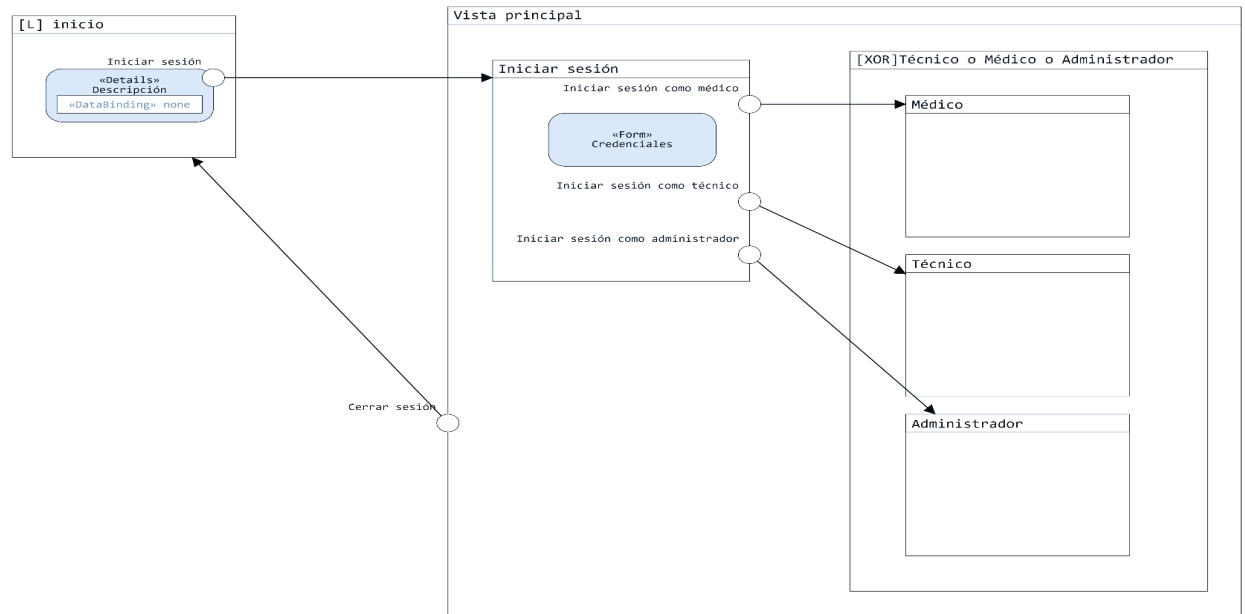 [L] inicio
Iniciar sesión
«Details»
Descripción
«DataBinding» none
Vista principal
Iniciar sesión
Iniciar sesión como médico
«Form»
Credenciales
Iniciar sesión como técnico
Iniciar sesión como administrador
[XOR]Técnico o Médico o Administrador
Médico
Técnico
Administrador
Cerrar sesión